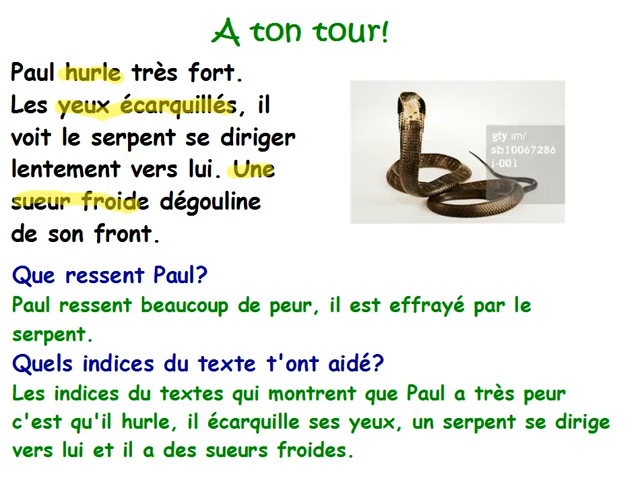 A ton tour!
Paul hurle très fort.
Les yeux écarquillés, il
voit le serpent se diriger
lentement vers lui. Une
sueur froide dégouline
de son front.
gty.im/
sb10067286
i-001
Que ressent Paul?
Paul ressent beaucoup de peur, il est effrayé par le
serpent.
Quels indices du texte t'ont aidé?
Les indices du textes qui montrent que Paul a très peur
c'est qu'il hurle, il écarquille ses yeux, un serpent se dirige
vers lui et il a des sueurs froides.